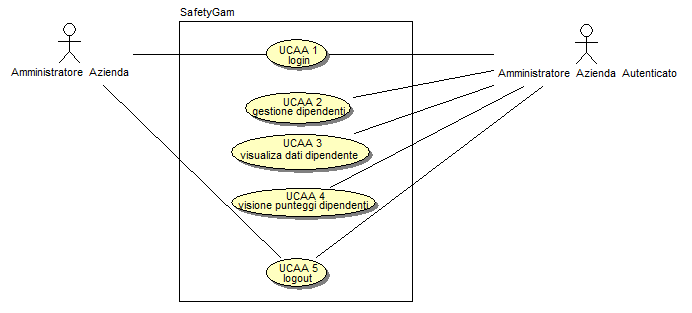 SafetyGam
Amministratore Azienda
Amministratore Azienda Autenticato
UCAA 1
login
UCAA 2
gestione dipendenti
UCAA 3
visualiza dati dipendente
UCAA 4
visione punteggi dipendenti
UCAA 5
logout